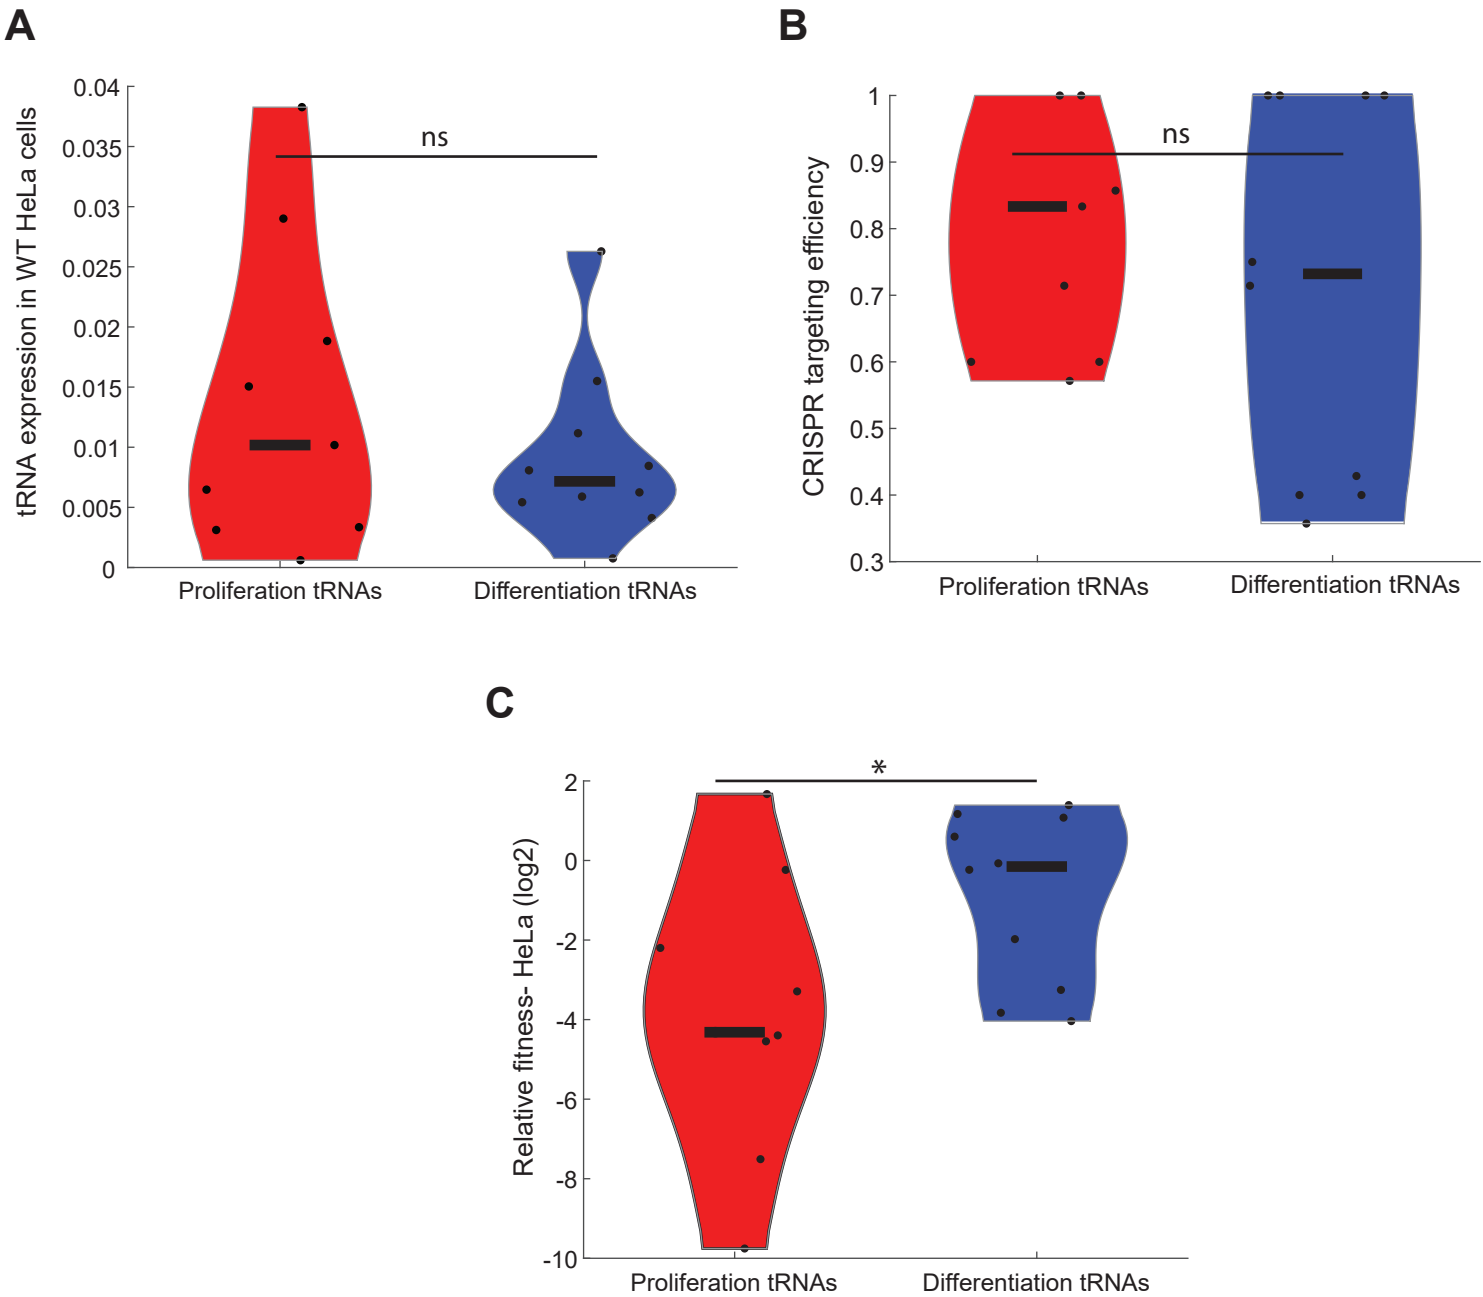 A
tRNA expression in WT HeLa cells
0.04
0.035
0.03
0.025
0.02
0.015
0.01
0.005
0
ns
Proliferation tRNAs
Differentiation tRNAs
B
CRISPR targeting efficiency
1
0.9
0.8
0.7
0.6
0.5
0.4
0.3
ns
Proliferation tRNAs
Differentiation tRNAs
C
Relative fitness- HeLa (log2)
2
0
-2
-4
-6
-8
-10
*
Proliferation tRNAs
Differentiation tRNAs